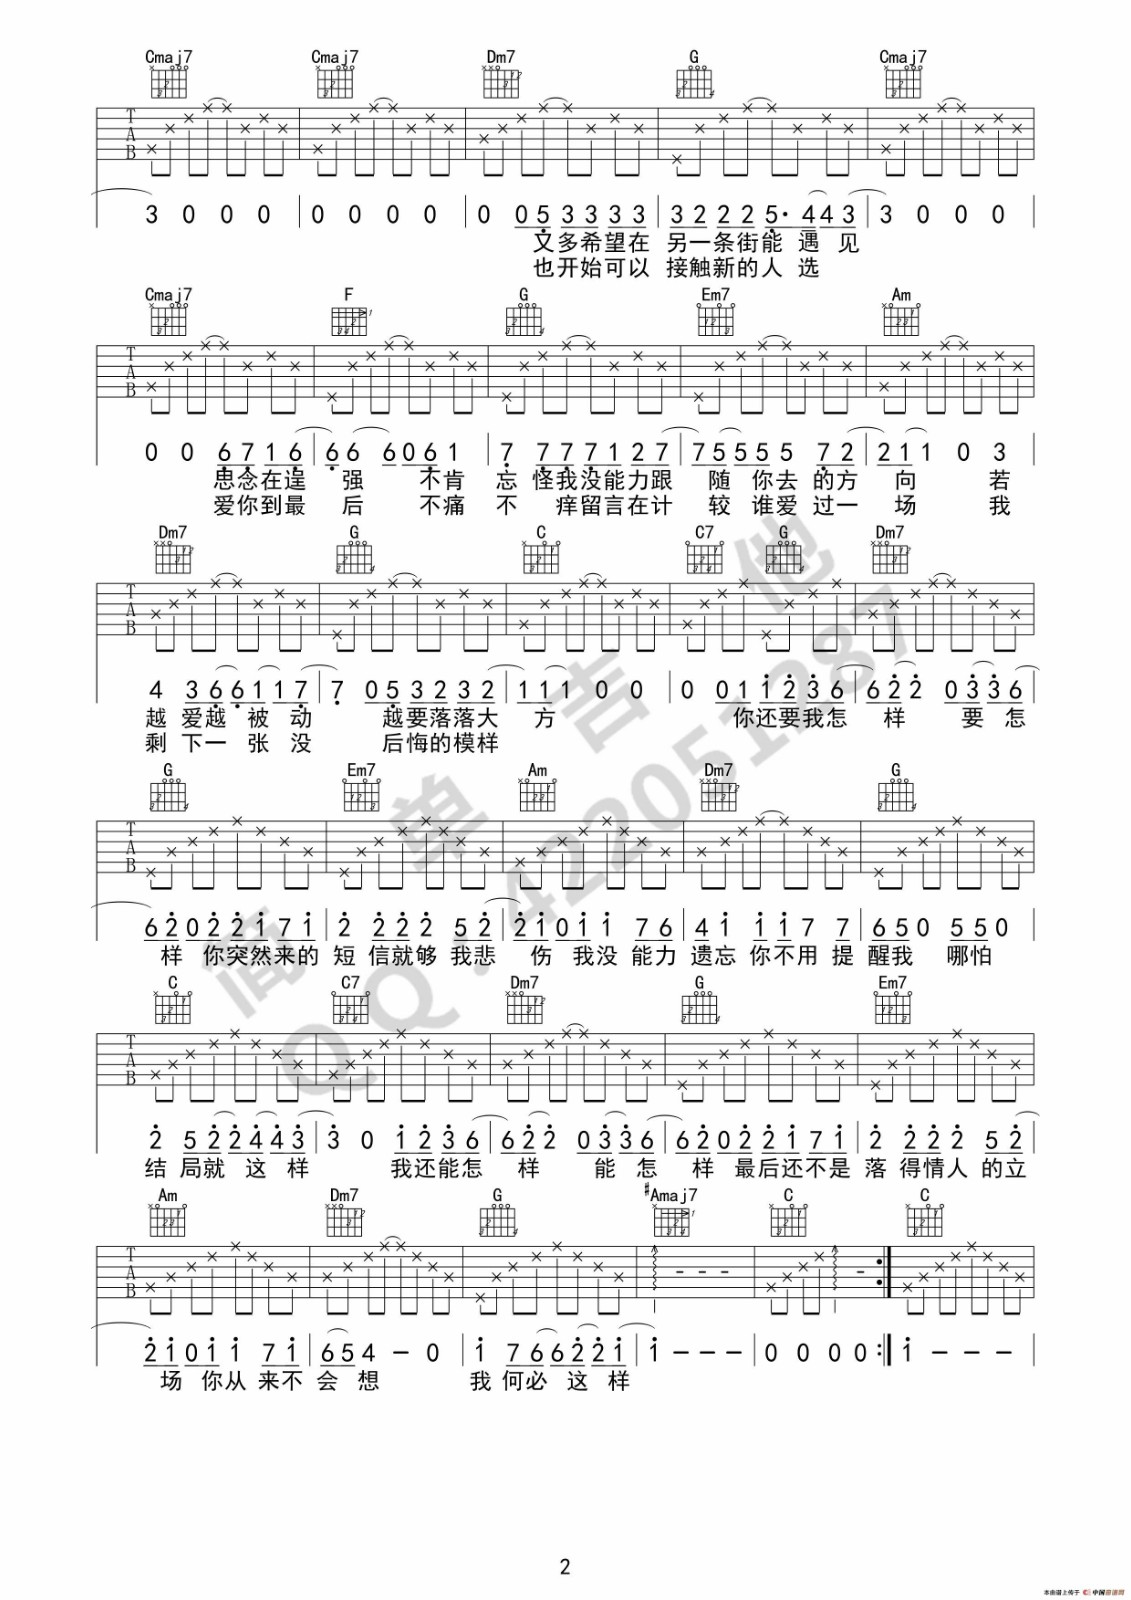 Cmaj7 Cmaj7 Dm7 G Cmaj7
T A B
3 0 0 0 0 0 0 0 0 0 5 3 3 3 3 3 2 2 2 5· 4 4 3 3 0 0 0
又多希望在 另一条街能 遇 见
也开始可以 接触新的人 选
Cmaj7 F G Em7 Am
T A B
0 0 6 7 1 6 6 6 6 0 6 1 7 7 7 7 1 2 7 7 5 5 5 5 7 2 2 1 1 0 3
思念在逞 强 不肯 忘 怪我没能力跟 随 你去 的方 向 若
爱你到最 后 不痛 不 痒留言在计 较 谁爱 过一 场 我
Dm7 G C C7 G Dm7
T A B
4 3 6 6 1 1 7 7 0 5 3 2 3 2 1 1 1 0 0 0 0 1 1 2 3 6 6 2 2 0 3 3 6
越 爱越 被 动 越要落落大 方 你还要我怎 样 要 怎
剩 下一 张 没 后悔的模样
G Em7 Am Dm7 G
T A B
6 2 0 2 2 1 7 1 2 2 2 2 5 2 2 1 0 1 1 7 6 4 1 1 1 7 7 6 5 0 5 5 0
样 你突然来的 短 信就够 我悲 伤 我没 能力 遗忘 你不用 提 醒我 哪怕
C C7 Dm7 G Em7
T A B
2 5 2 2 4 4 3 3 0 1 2 3 6 6 2 2 0 3 3 6 6 2 0 2 2 1 7 1 2 2 2 2 5 2
结 局就 这 样 我还能怎 样 能 怎 样 最后还不是 落 得情人 的立
Am Dm7 G #Amaj7 C C
T A B
2 1 0 1 1 7 1 6 5 4 — 0 1 7 6 6 2 2 1 1 — — — 0 0 0 0 1 — — —
场 你从 来不 会 想 我 何必 这 样
简单吉他
QQ：422051287
2
本曲谱上传于 中国曲谱网